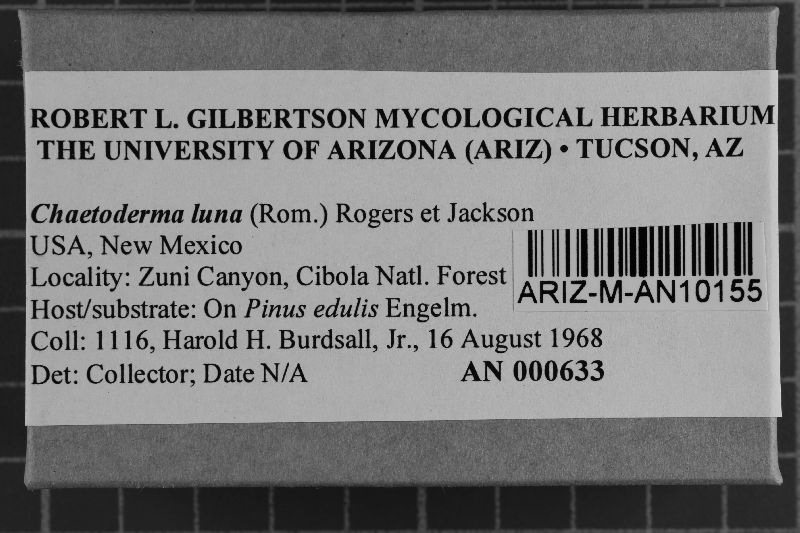 ROBERT L. GILBERTSON MYCOLOGICAL HERBARIUM
THE UNIVERSITY OF ARIZONA (ARIZ) • TUCSON, AZ
Chaetoderma luna (Rom.) Rogers et Jackson
USA, New Mexico
Locality: Zuni Canyon, Cibola Natl. Forest
ARIZ-M-AN10155
Host/substrate: On Pinus edulis Engelm.
Coll: 1116, Harold H. Burdsall, Jr., 16 August 1968
Det: Collector; Date N/A AN 000633